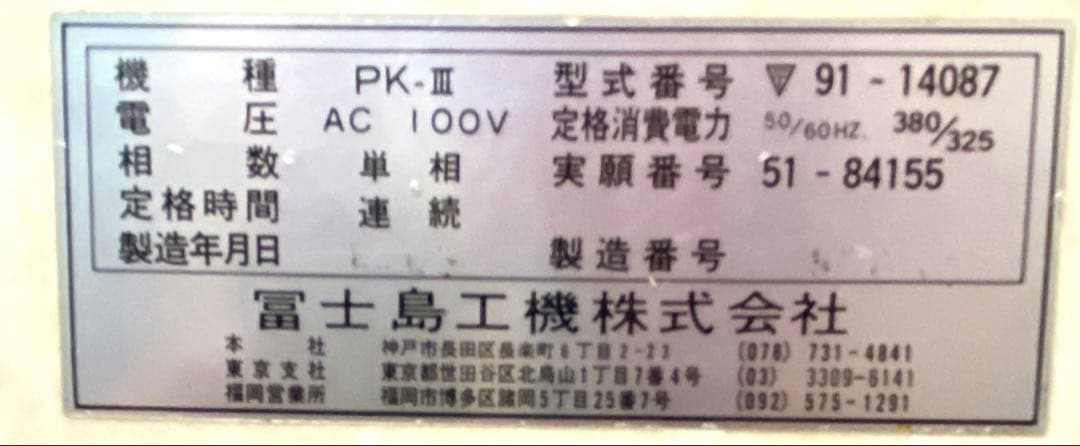 機種 PK-Ⅲ 型式番号 ▽ 91-14087
電圧 AC 100V 定格消費電力 50/60HZ. 380/325
相数 単相 実願番号 51-84155
定格時間 連続
製造年月日 製造番号
冨士島工機株式会社
本社 神戸市長田区長楽町6丁目2-23 (078) 731-4841
東京支社 東京都世田谷区北烏山1丁目7番4号 (03) 3309-6141
福岡営業所 福岡市博多区諸岡5丁目25番7号 (092) 575-1291